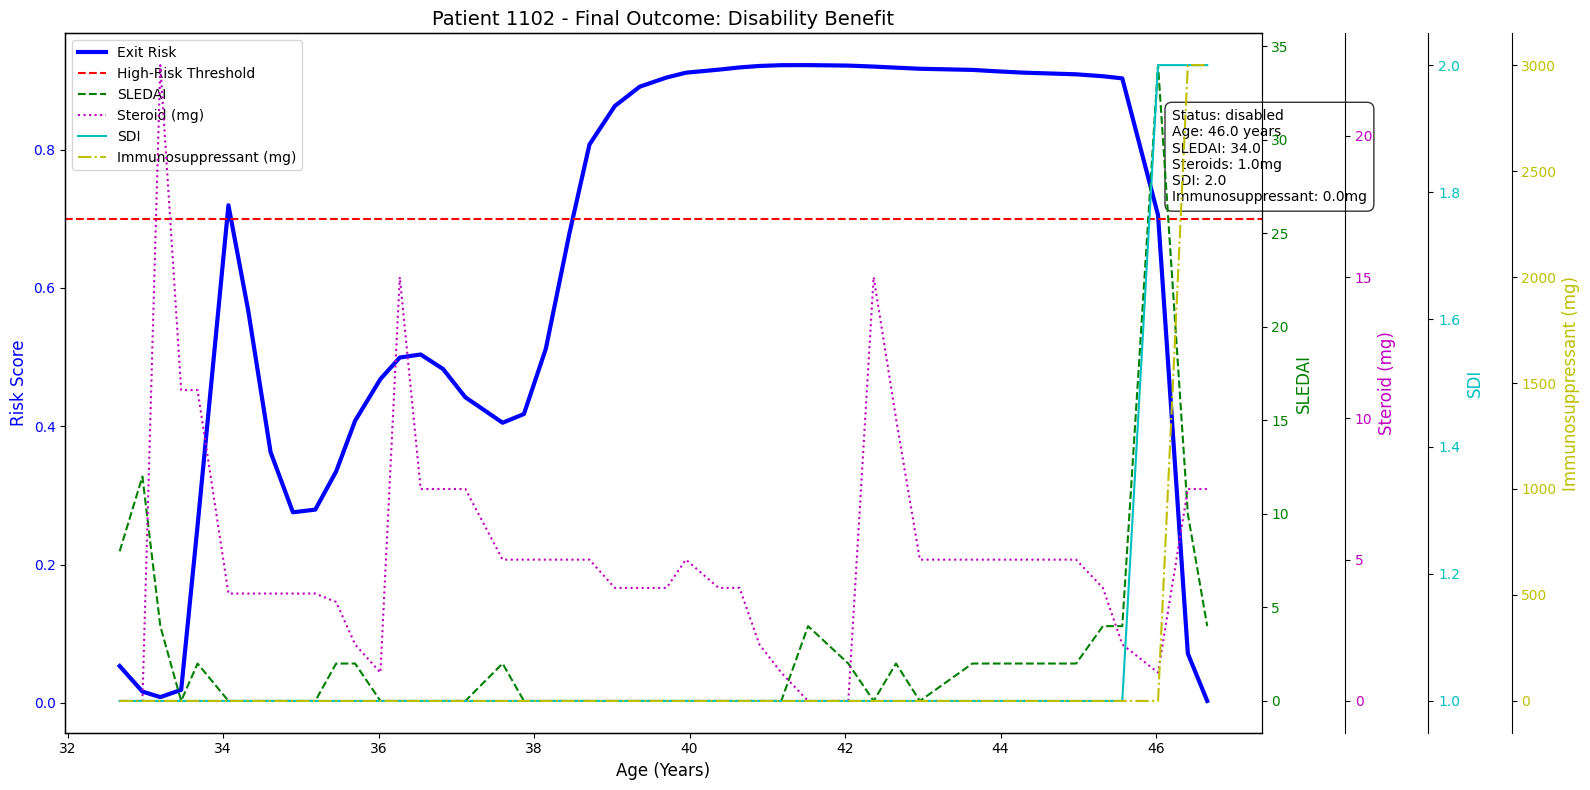 Patient 1102 - Final Outcome: Disability Benefit
Exit Risk
High-Risk Threshold
SLEDAI
Steroid (mg)
SDI
Immunosuppressant (mg)
Status: disabled
Age: 46.0 years
SLEDAI: 34.0
Steroids: 1.0mg
SDI: 2.0
Immunosuppressant: 0.0mg
Risk Score
0.8
0.6
0.4
0.2
0.0
32 34 36 38 40 42 44 46
Age (Years)
35
30
25
20
15
10
5
0
SLEDAI
20
15
10
5
0
Steroid (mg)
2.0
1.8
1.6
1.4
1.2
1.0
SDI
3000
2500
2000
1500
1000
500
0
Immunosuppressant (mg)